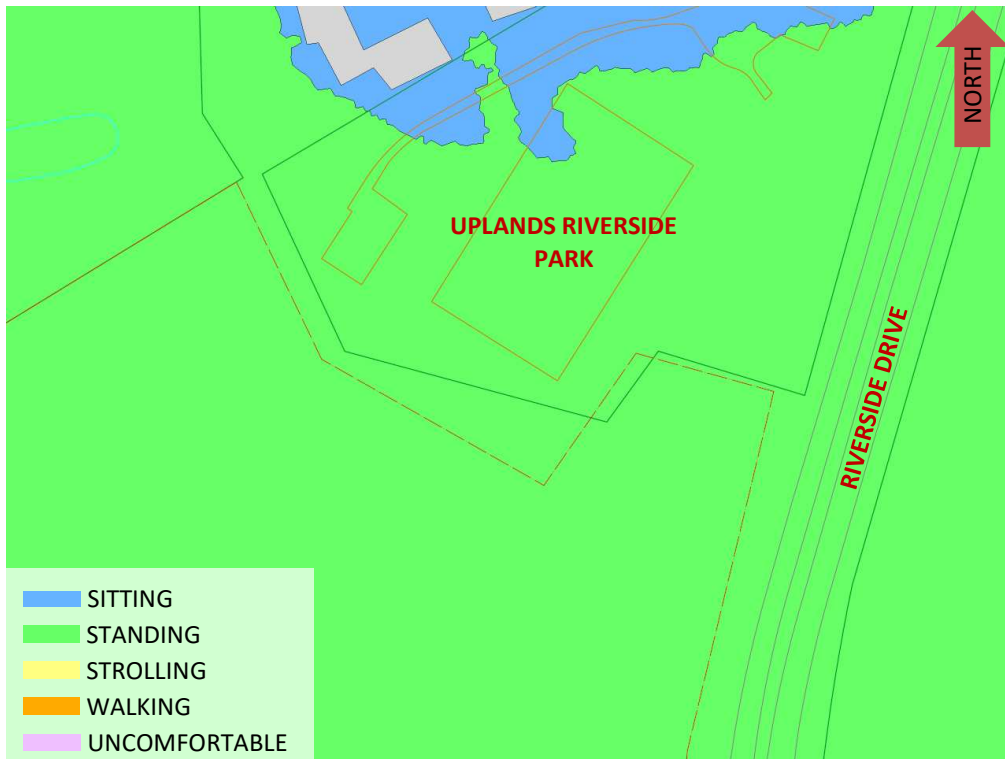 NORTH
UPLANDS RIVERSIDE
PARK
RIVERSIDE DRIVE
SITTING
STANDING
STROLLING
WALKING
UNCOMFORTABLE